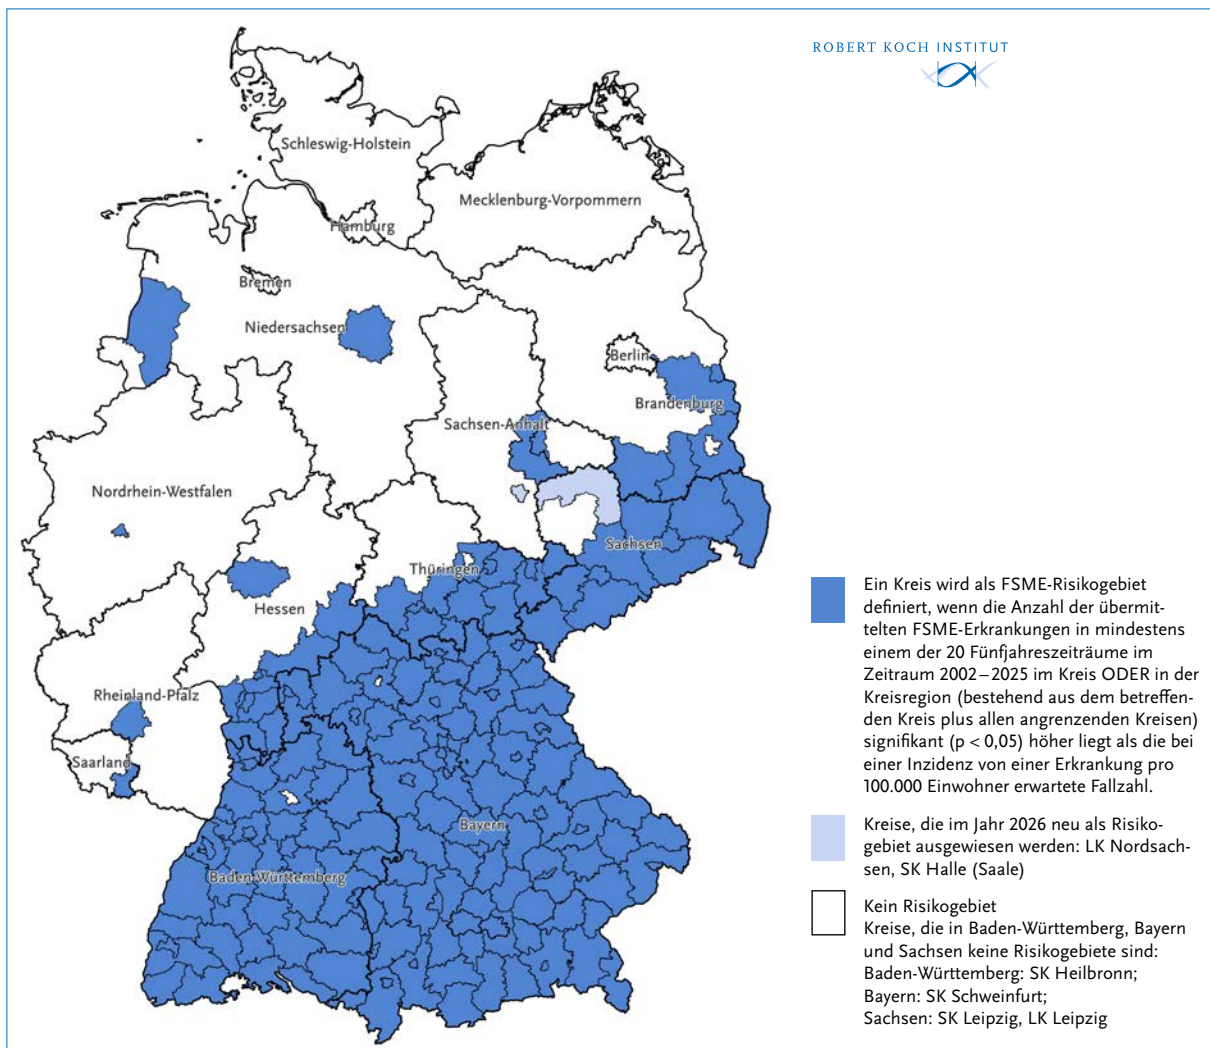 ROBERT KOCH INSTITUT
Schleswig-Holstein
Mecklenburg-Vorpommern
Hamburg
Bremen
Niedersachsen
Berlin
Brandenburg
Sachsen-Anhalt
Nordrhein-Westfalen
Sachsen
Thüringen
Hessen
Rheinland-Pfalz
Saarland
Bayern
Baden-Württemberg
Ein Kreis wird als FSME-Risikogebiet
definiert, wenn die Anzahl der übermit-
telten FSME-Erkrankungen in mindestens
einem der 20 Fünfjahreszeiträume im
Zeitraum 2002–2025 im Kreis ODER in der
Kreisregion (bestehend aus dem betreffen-
den Kreis plus allen angrenzenden Kreisen)
signifikant (p < 0,05) höher liegt als die bei
einer Inzidenz von einer Erkrankung pro
100.000 Einwohner erwartete Fallzahl.
Kreise, die im Jahr 2026 neu als Risiko-
gebiet ausgewiesen werden: LK Nordsach-
sen, SK Halle (Saale)
Kein Risikogebiet
Kreise, die in Baden-Württemberg, Bayern
und Sachsen keine Risikogebiete sind:
Baden-Württemberg: SK Heilbronn;
Bayern: SK Schweinfurt;
Sachsen: SK Leipzig, LK Leipzig